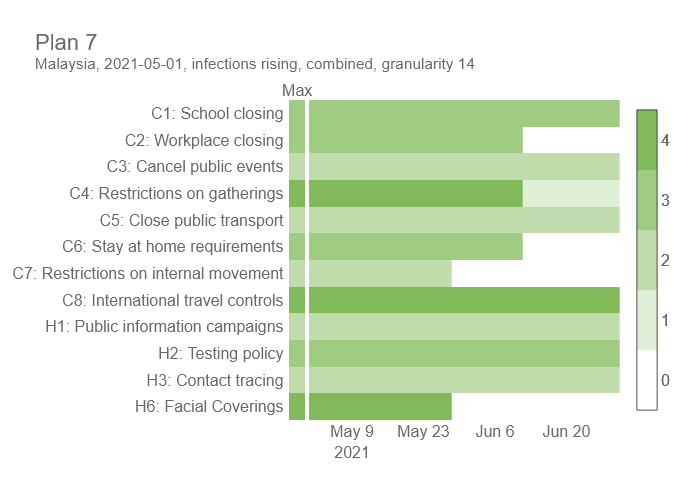 Plan 7
Malaysia, 2021-05-01, infections rising, combined, granularity 14
Max
C1: School closing
C2: Workplace closing
C3: Cancel public events
C4: Restrictions on gatherings
C5: Close public transport
C6: Stay at home requirements
C7: Restrictions on internal movement
C8: International travel controls
H1: Public information campaigns
H2: Testing policy
H3: Contact tracing
H6: Facial Coverings
May 9 May 23 Jun 6 Jun 20
2021
4
3
2
1
0